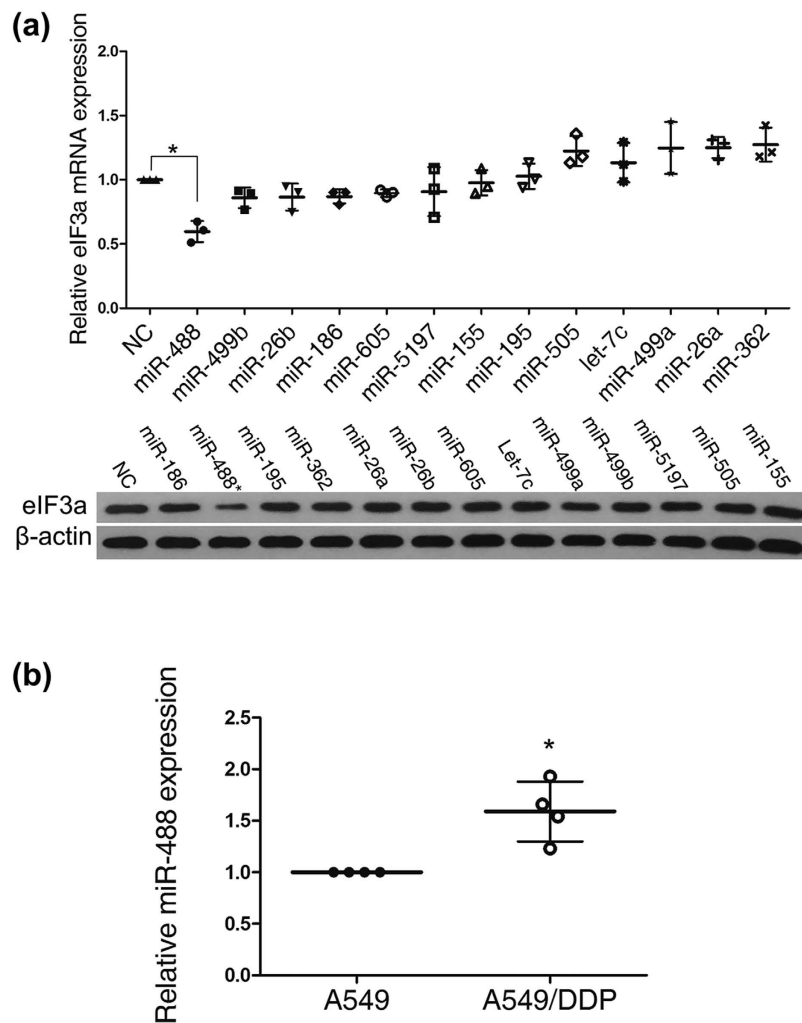 (a)
Relative eIF3a mRNA expression
2.0
1.5
1.0
0.5
0.0
*
NC
miR-488
miR-499b
miR-26b
miR-186
miR-605
miR-5197
miR-155
miR-195
miR-505
let-7c
miR-499a
miR-26a
miR-362
NC
miR-186
miR-488*
miR-195
miR-362
miR-26a
miR-26b
miR-605
Let-7c
miR-499a
miR-499b
miR-5197
miR-505
miR-155
eIF3a
β-actin
(b)
Relative miR-488 expression
2.5
2.0
1.5
1.0
0.5
0.0
*
A549
A549/DDP